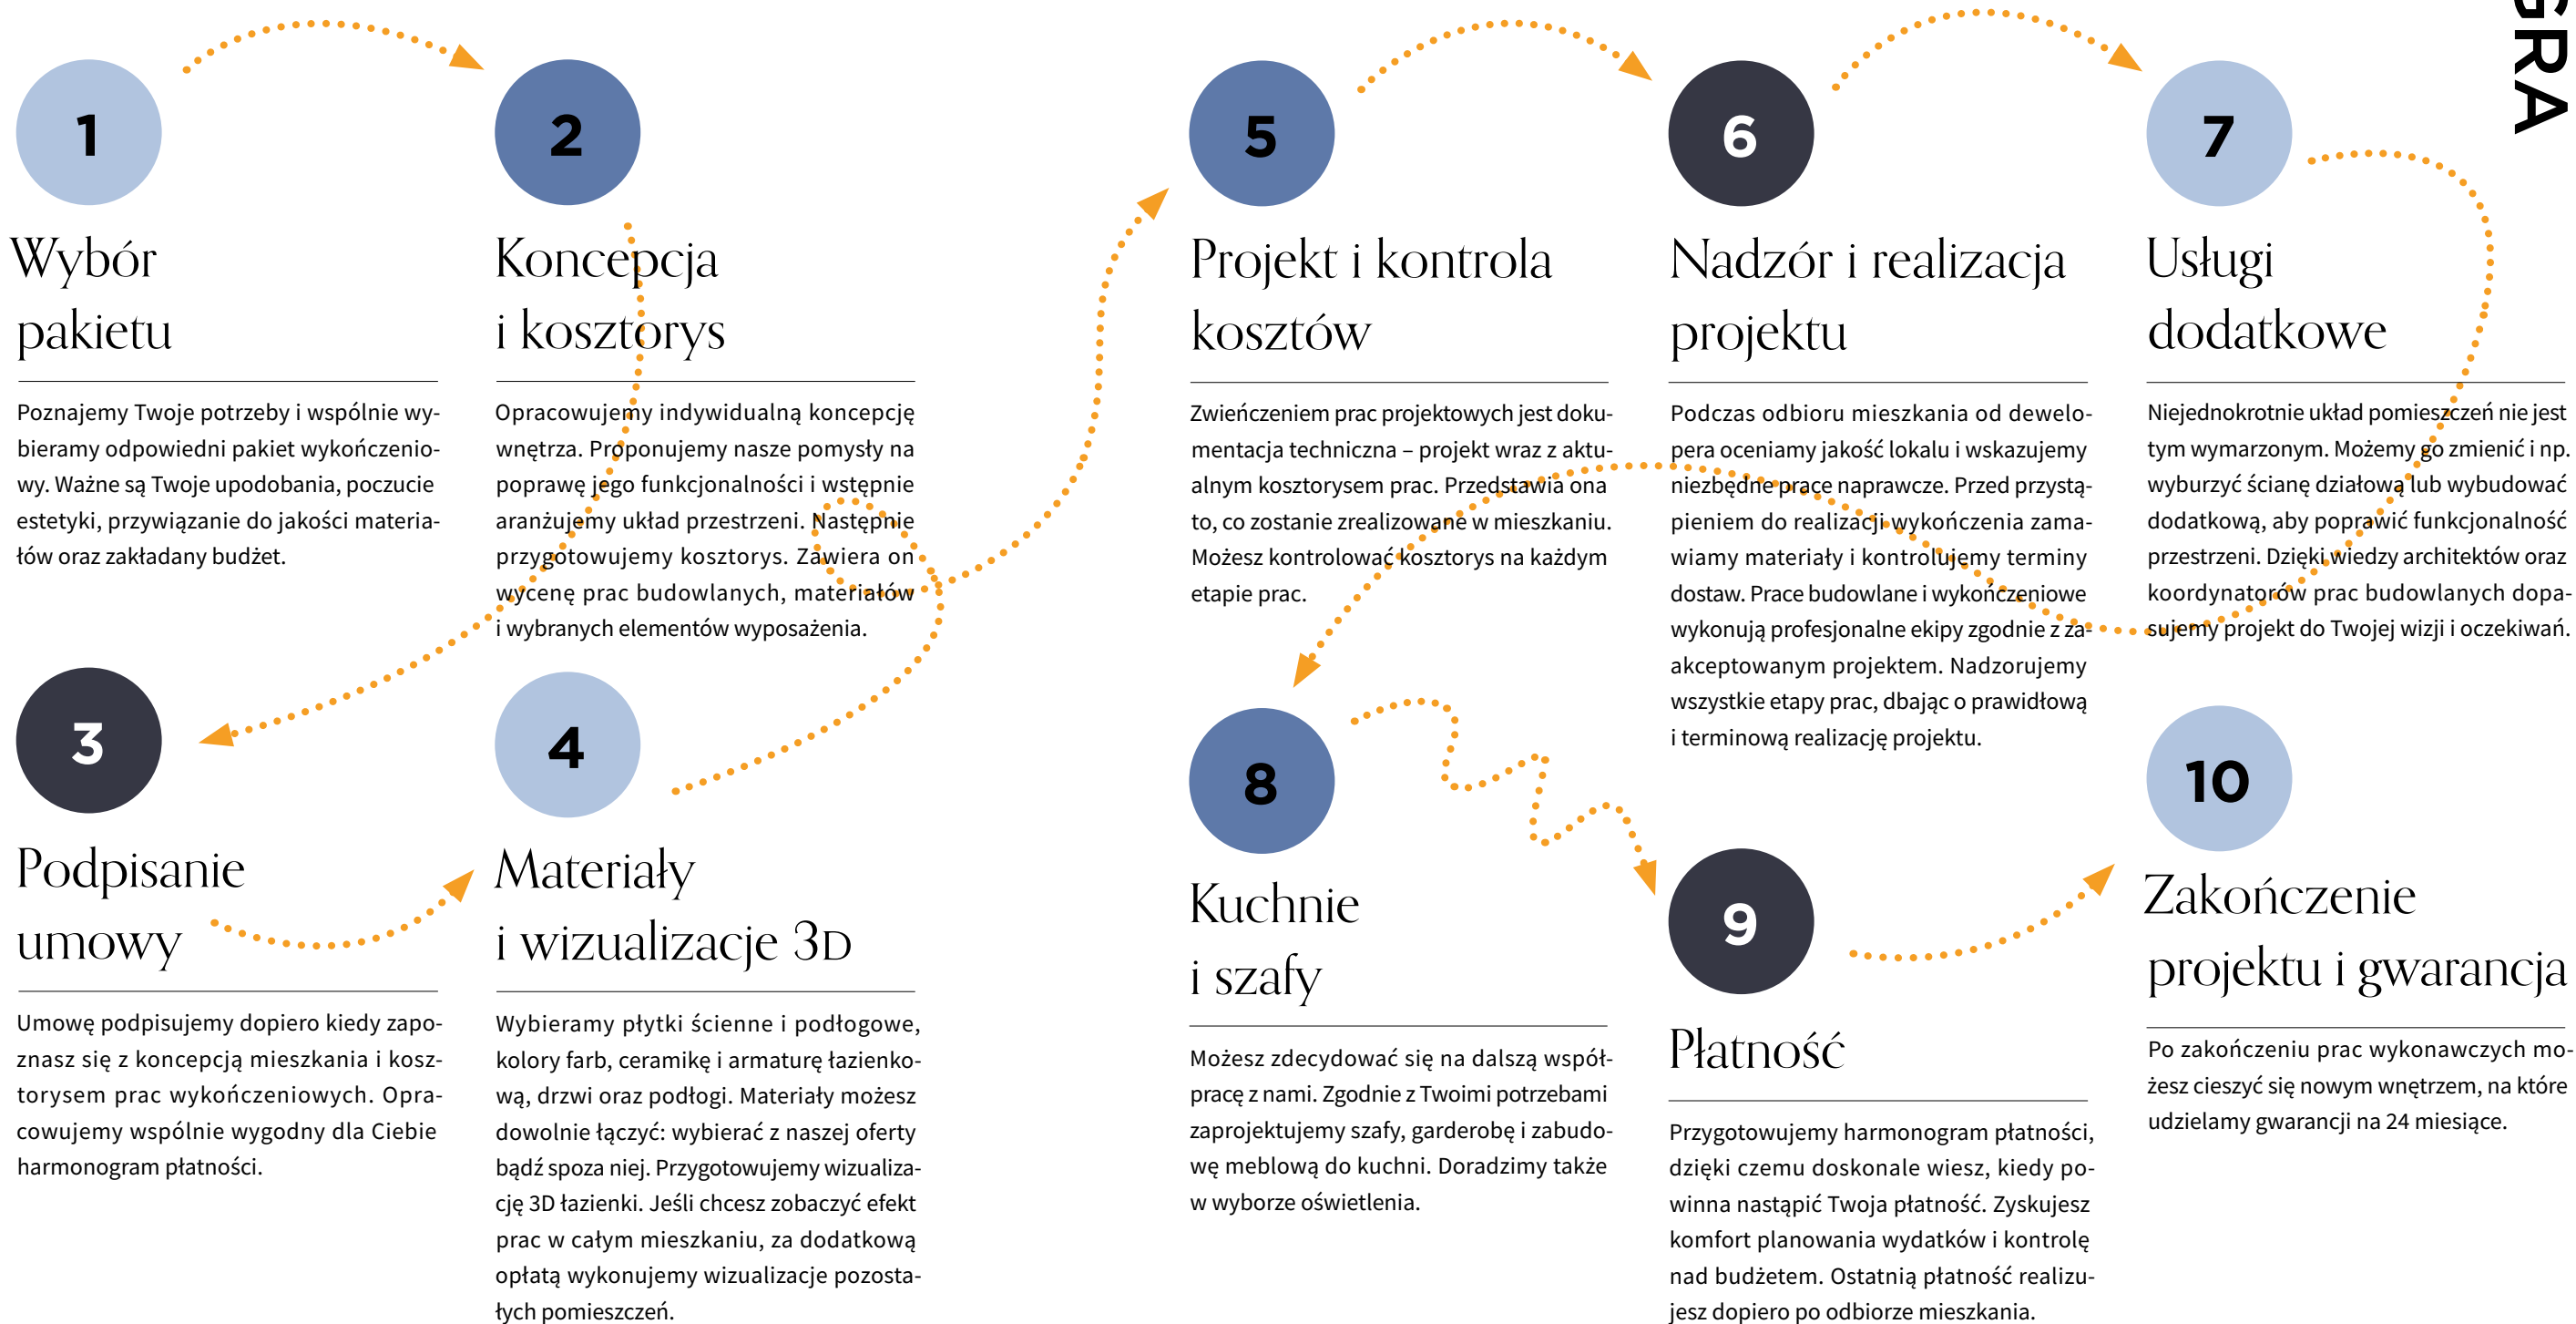 GRA
1
Wybór
pakietu
Poznajemy Twoje potrzeby i wspólnie wy-
bieramy odpowiedni pakiet wykończenio-
wy. Ważne są Twoje upodobania, poczucie
estetyki, przywiązanie do jakości materia-
łów oraz zakładany budżet.
2
Koncepcja
i kosztorys
Opracowujemy indywidualną koncepcję
wnętrza. Proponujemy nasze pomysły na
poprawę jego funkcjonalności i wstępnie
aranżujemy układ przestrzeni. Następnie
przygotowujemy kosztorys. Zawiera on
wycenę prac budowlanych, materiałów
i wybranych elementów wyposażenia.
3
Podpisanie
umowy
Umowę podpisujemy dopiero kiedy zapo-
znasz się z koncepcją mieszkania i kosz-
torysem prac wykończeniowych. Opra-
cowujemy wspólnie wygodny dla Ciebie
harmonogram płatności.
4
Materiały
i wizualizacje 3D
Wybieramy płytki ścienne i podłogowe,
kolory farb, ceramikę i armaturę łazienko-
wą, drzwi oraz podłogi. Materiały możesz
dowolnie łączyć: wybierać z naszej oferty
bądź spoza niej. Przygotowujemy wizualiza-
cję 3D łazienki. Jeśli chcesz zobaczyć efekt
prac w całym mieszkaniu, za dodatkową
opłatą wykonujemy wizualizacje pozosta-
łych pomieszczeń.
5
Projekt i kontrola
kosztów
Zwieńczeniem prac projektowych jest doku-
mentacja techniczna – projekt wraz z aktu-
alnym kosztorysem prac. Przedstawia ona
to, co zostanie zrealizowane w mieszkaniu.
Możesz kontrolować kosztorys na każdym
etapie prac.
6
Nadzór i realizacja
projektu
Podczas odbioru mieszkania od dewelo-
pera oceniamy jakość lokalu i wskazujemy
niezbędne prace naprawcze. Przed przystą-
pieniem do realizacji wykończenia zama-
wiamy materiały i kontrolujemy terminy
dostaw. Prace budowlane i wykończeniowe
wykonują profesjonalne ekipy zgodnie z za-
akceptowanym projektem. Nadzorujemy
wszystkie etapy prac, dbając o prawidłową
i terminową realizację projektu.
7
Usługi
dodatkowe
Niejednokrotnie układ pomieszczeń nie jest
tym wymarzonym. Możemy go zmienić i np.
wyburzyć ścianę działową lub wybudować
dodatkową, aby poprawić funkcjonalność
przestrzeni. Dzięki wiedzy architektów oraz
koordynatorów prac budowlanych dopa-
sujemy projekt do Twojej wizji i oczekiwań.
8
Kuchnie
i szafy
Możesz zdecydować się na dalszą współ-
pracę z nami. Zgodnie z Twoimi potrzebami
zaprojektujemy szafy, garderobę i zabudo-
wę meblową do kuchni. Doradzimy także
w wyborze oświetlenia.
9
Płatność
Przygotowujemy harmonogram płatności,
dzięki czemu doskonale wiesz, kiedy po-
winna nastąpić Twoja płatność. Zyskujesz
komfort planowania wydatków i kontrolę
nad budżetem. Ostatnią płatność realizu-
jesz dopiero po odbiorze mieszkania.
10
Zakończenie
projektu i gwarancja
Po zakończeniu prac wykonawczych mo-
żesz cieszyć się nowym wnętrzem, na które
udzielamy gwarancji na 24 miesiące.